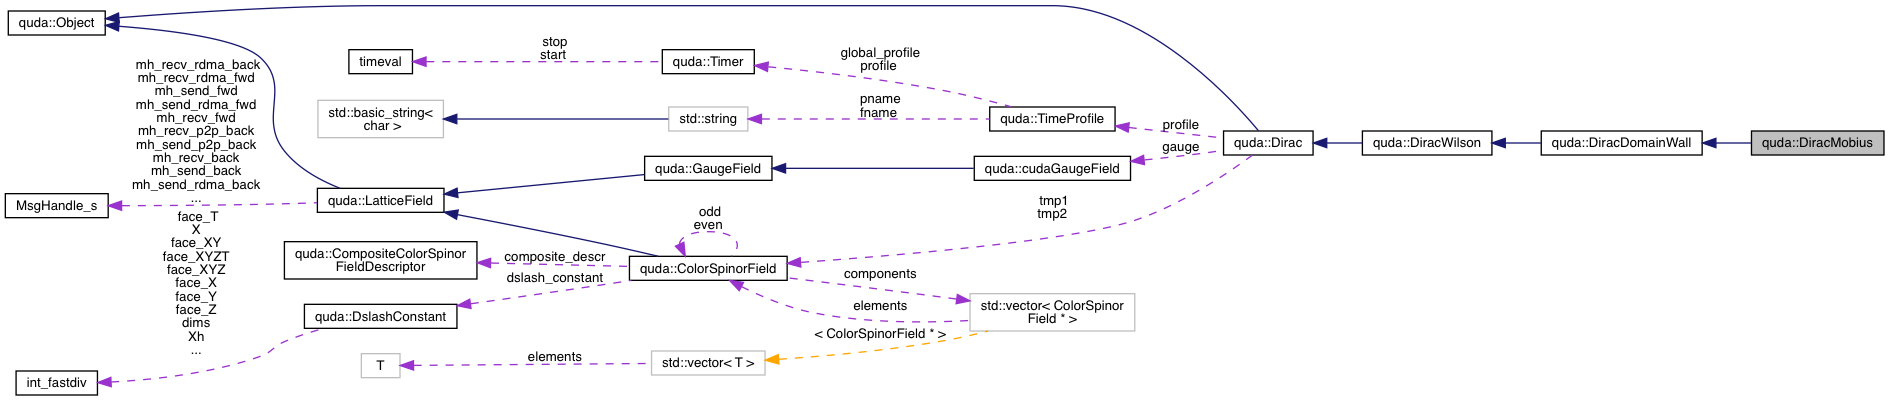 quda::Object
mh_recv_rdma_back
mh_recv_rdma_fwd
mh_send_fwd
mh_send_rdma_fwd
mh_recv_fwd
mh_recv_p2p_back
mh_send_p2p_back
mh_recv_back
mh_send_back
mh_send_rdma_back
...
MsgHandle_s
face_T
X
face_XY
face_XYZT
face_XYZ
face_X
face_Y
face_Z
dims
Xh
...
int_fastdiv
timeval
stop
start
quda::Timer
global_profile
profile
std::basic_string<
char >
std::string
pname
fname
quda::TimeProfile
profile
gauge
quda::Dirac
quda::DiracWilson
quda::DiracDomainWall
quda::DiracMobius
quda::GaugeField
quda::cudaGaugeField
quda::LatticeField
odd
even
tmp1
tmp2
quda::CompositeColorSpinor
FieldDescriptor
composite_descr
quda::ColorSpinorField
dslash_constant
components
elements
std::vector< ColorSpinor
Field * >
quda::DslashConstant
< ColorSpinorField * >
T
elements
std::vector< T >